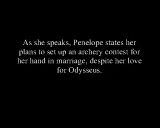 As she speaks, Penelope states her
plans to set up an archery contest for
her hand in marriage, despite her love
for Odysseus.